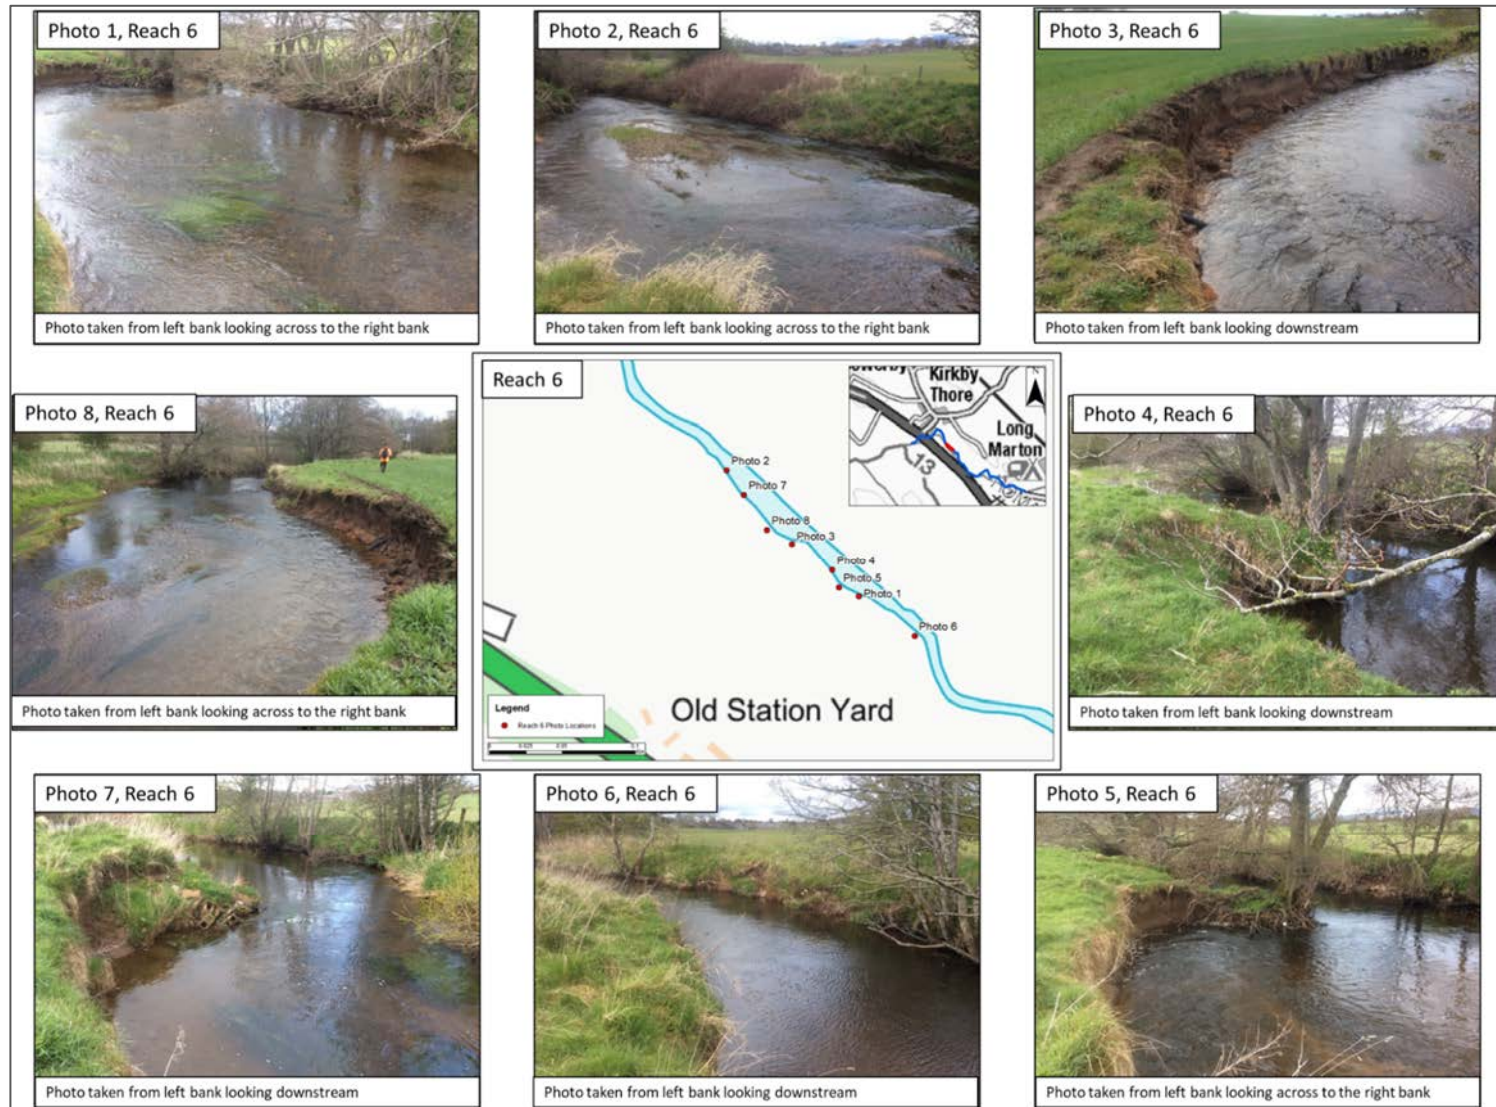 Photo 1, Reach 6
Photo taken from left bank looking across to the right bank
Photo 2, Reach 6
Photo taken from left bank looking across to the right bank
Photo 3, Reach 6
Photo taken from left bank looking downstream
Photo 8, Reach 6
Photo taken from left bank looking across to the right bank
Reach 6
Kirkby
Thore
Long
Marton
13
Photo 2
Photo 7
Photo 8
Photo 3
Photo 4
Photo 5
Photo 1
Photo 6
Old Station Yard
Legend
Reach 6 Photo Locations
Photo 4, Reach 6
Photo taken from left bank looking downstream
Photo 7, Reach 6
Photo taken from left bank looking downstream
Photo 6, Reach 6
Photo taken from left bank looking downstream
Photo 5, Reach 6
Photo taken from left bank looking across to the right bank